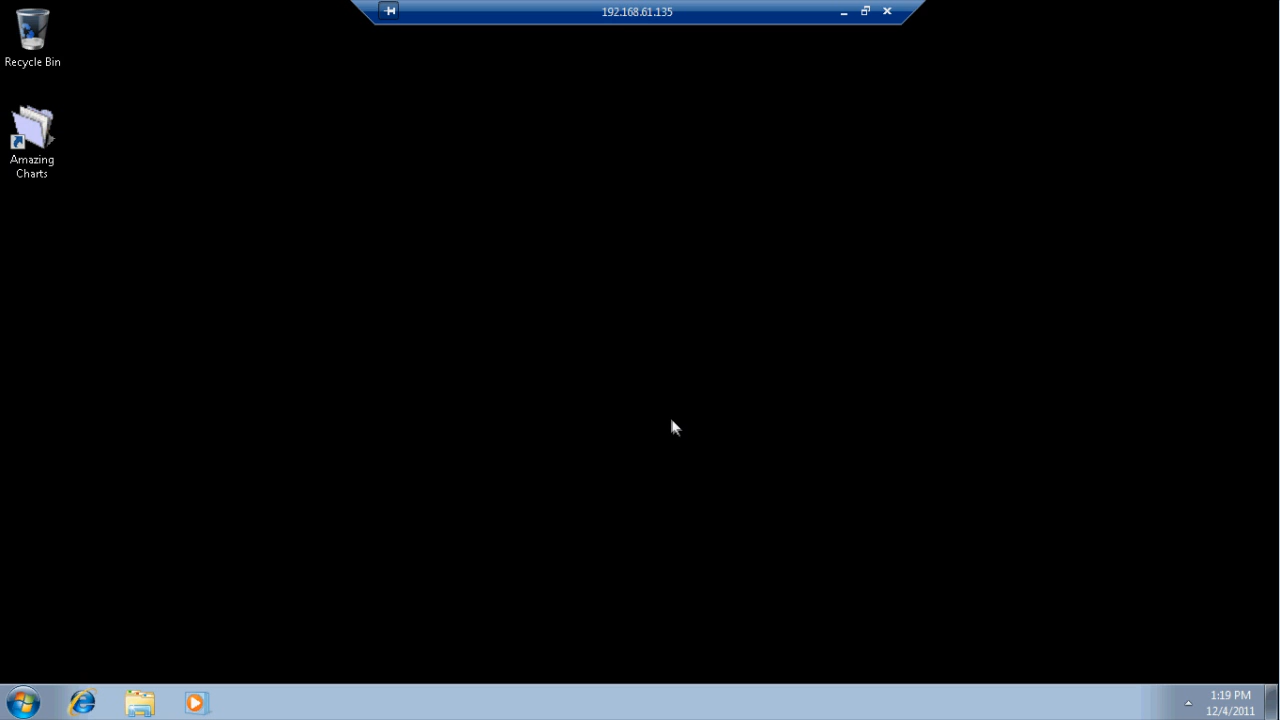 192.168.61.135
Recycle Bin
Amazing
Charts
1:19 PM
12/4/2011